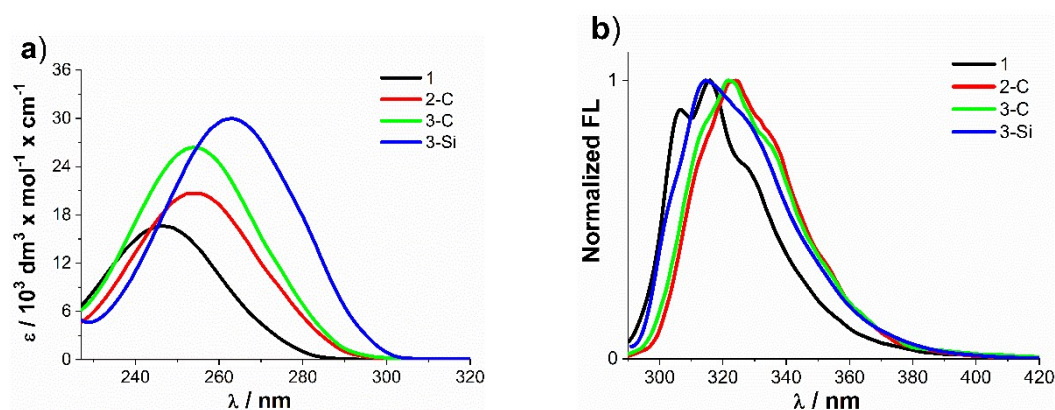 a)
36
30
24
18
12
6
0
240
260
280
300
320
ε / 10³ dm³ x mol⁻¹ x cm⁻¹
λ / nm
1
2-C
3-C
3-Si
b)
1
0
300
320
340
360
380
400
420
Normalized FL
λ / nm
1
2-C
3-C
3-Si